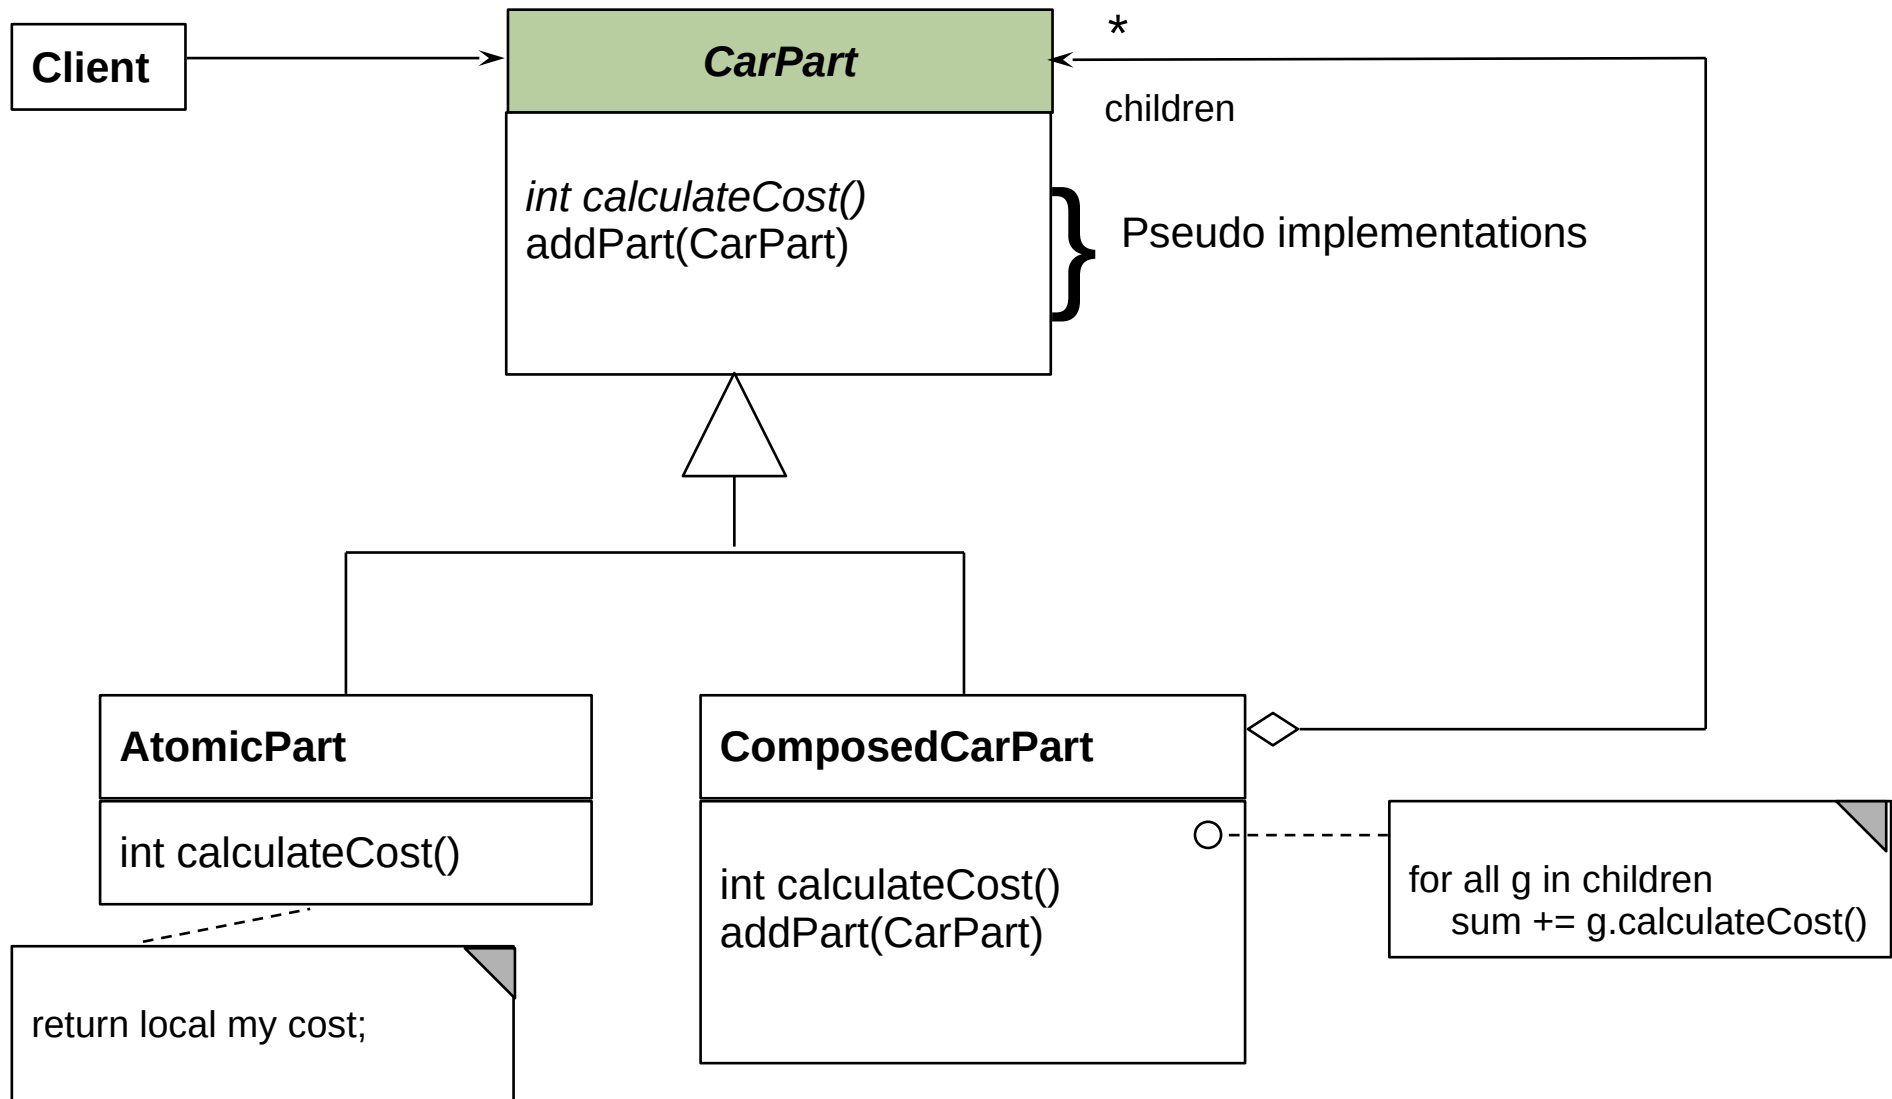 Client
CarPart
*
children
int calculateCost()
addPart(CarPart)
} Pseudo implementations
AtomicPart
int calculateCost()
return local my cost;
ComposedCarPart
int calculateCost()
addPart(CarPart)
for all g in children
sum += g.calculateCost()